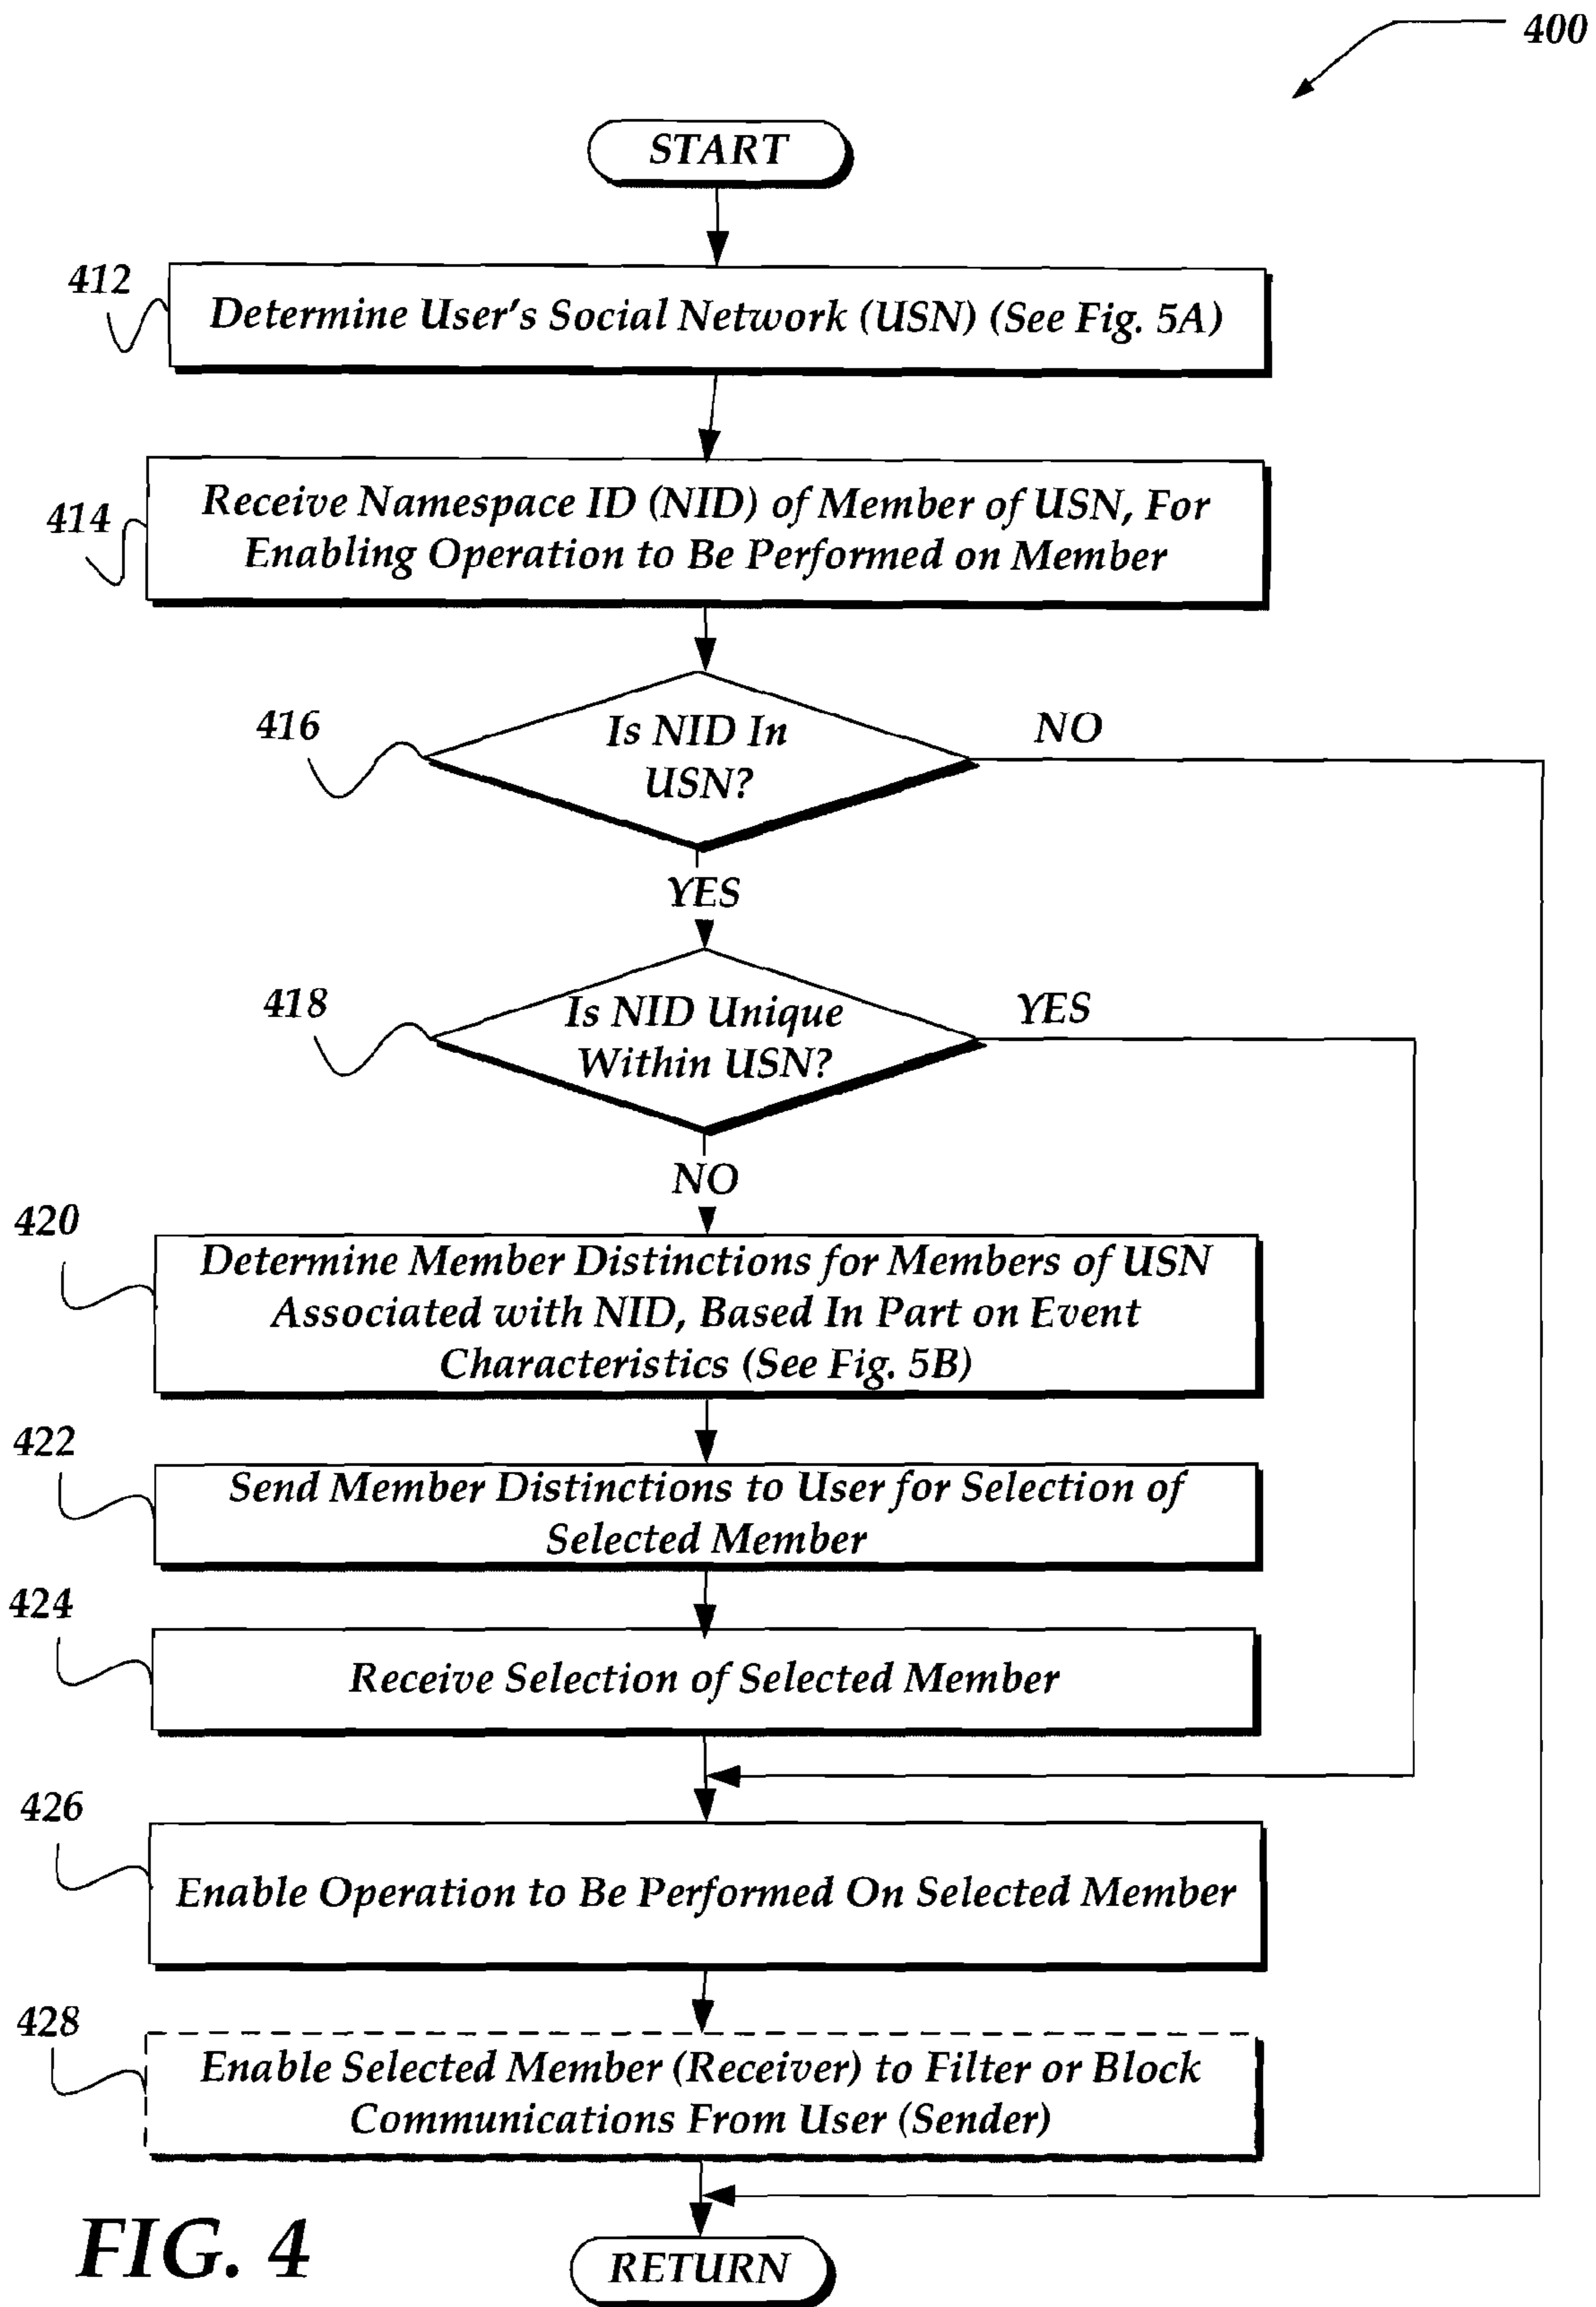 400
START
412
Determine User's Social Network (USN) (See Fig. 5A)
414
Receive Namespace ID (NID) of Member of USN, For
Enabling Operation to Be Performed on Member
416
Is NID In
USN?
NO
YES
418
Is NID Unique
Within USN?
YES
NO
420
Determine Member Distinctions for Members of USN
Associated with NID, Based In Part on Event
Characteristics (See Fig. 5B)
422
Send Member Distinctions to User for Selection of
Selected Member
424
Receive Selection of Selected Member
426
Enable Operation to Be Performed On Selected Member
428
Enable Selected Member (Receiver) to Filter or Block
Communications From User (Sender)
FIG. 4
RETURN